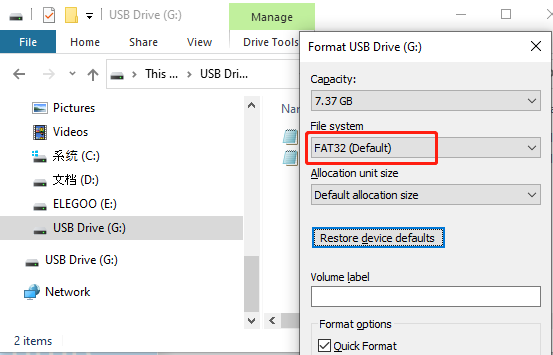 USB Drive (G:)
Manage
File
Home
Share
View
Drive Tools
This ...
USB Dri...
Pictures
Videos
系统 (C:)
文档 (D:)
ELEGOO (E:)
USB Drive (G:)
USB Drive (G:)
Network
2 items
Format USB Drive (G:)
Capacity:
7.37 GB
File system
FAT32 (Default)
Allocation unit size
Default allocation size
Restore device defaults
Volume label
Format options
Quick Format